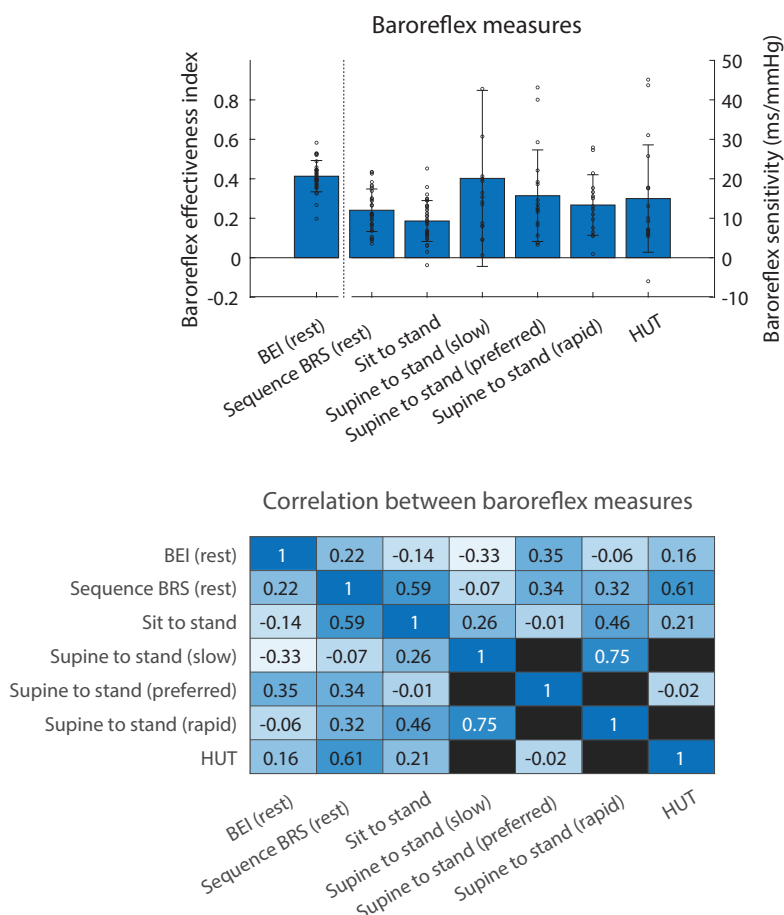 Baroreflex measures
Baroreflex effectiveness index
0.8
0.6
0.4
0.2
0
-0.2
50
40
30
20
10
0
-10
Baroreflex sensitivity (ms/mmHg)
BEI (rest)
Sequence BRS (rest)
Sit to stand
Supine to stand (slow)
Supine to stand (preferred)
Supine to stand (rapid)
HUT
Correlation between baroreflex measures
BEI (rest) 1 0.22 -0.14 -0.33 0.35 -0.06 0.16
Sequence BRS (rest) 0.22 1 0.59 -0.07 0.34 0.32 0.61
Sit to stand -0.14 0.59 1 0.26 -0.01 0.46 0.21
Supine to stand (slow) -0.33 -0.07 0.26 1 0.75
Supine to stand (preferred) 0.35 0.34 -0.01 1 -0.02
Supine to stand (rapid) -0.06 0.32 0.46 0.75 1
HUT 0.16 0.61 0.21 -0.02 1
BEI (rest)
Sequence BRS (rest)
Sit to stand
Supine to stand (slow)
Supine to stand (preferred)
Supine to stand (rapid)
HUT